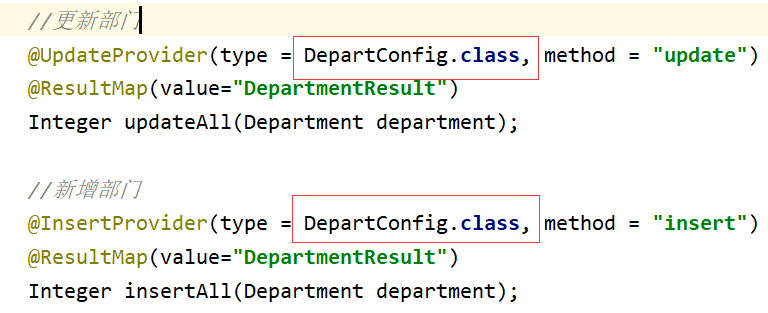 //更新部门
@UpdateProvider(type = DepartConfig.class, method = "update")
@ResultMap(value="DepartmentResult")
Integer updateAll(Department department);
//新增部门
@InsertProvider(type = DepartConfig.class, method = "insert")
@ResultMap(value="DepartmentResult")
Integer insertAll(Department department);